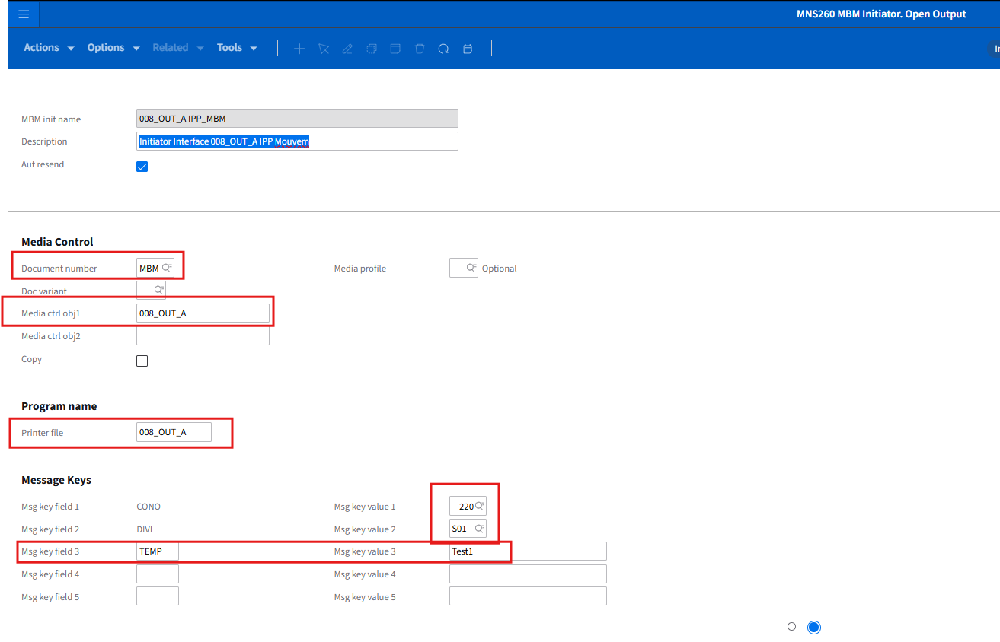 MNS260 MBM Initiator. Open Output
Actions Options Related Tools
MBM init name 008_OUT_A IPP_MBM
Description Initiator Interface 008_OUT_A IPP Mouvem
Aut resend
Media Control
Document number MBM Media profile Optional
Doc variant
Media ctrl obj1 008_OUT_A
Media ctrl obj2
Copy
Program name
Printer file 008_OUT_A
Message Keys
Msg key field 1 CONO Msg key value 1 220
Msg key field 2 DIVI Msg key value 2 S01
Msg key field 3 TEMP Msg key value 3 Test1
Msg key field 4 Msg key value 4
Msg key field 5 Msg key value 5